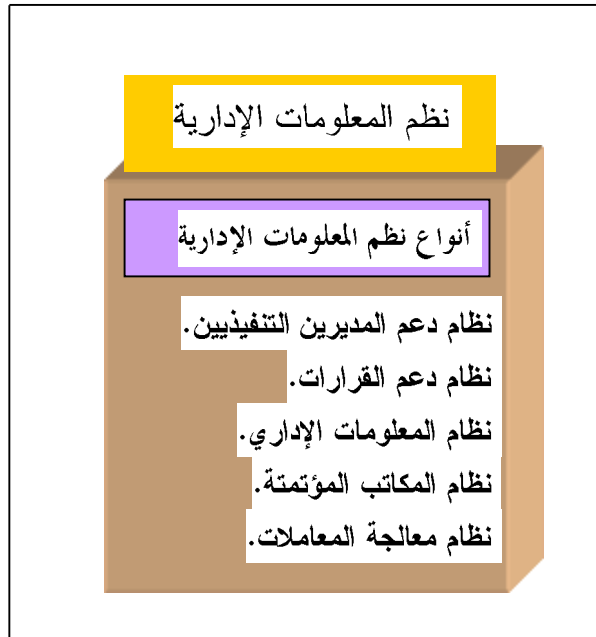 نظم المعلومات الإدارية
أنواع نظم المعلومات الإدارية
نظام دعم المديرين التنفيذيين.
نظام دعم القرارات.
نظام المعلومات الإداري.
نظام المكاتب المؤتمتة.
نظام معالجة المعاملات.